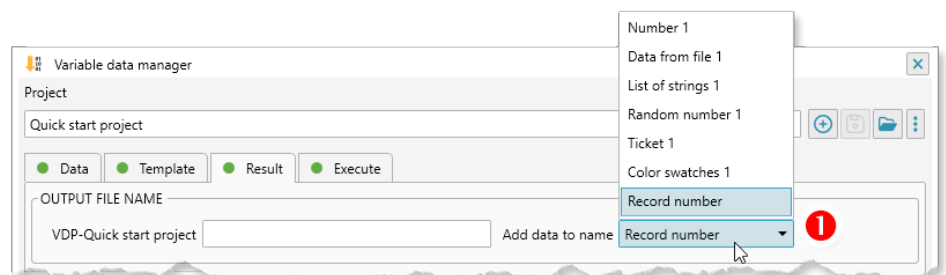 Number 1
Data from file 1
List of strings 1
Random number 1
Ticket 1
Color swatches 1
Record number
Variable data manager
Project
Quick start project
Data Template Result Execute
OUTPUT FILE NAME
VDP-Quick start project Add data to name Record number 1